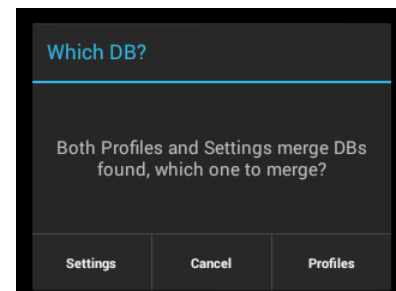 Which DB?
Both Profiles and Settings merge DBs
found, which one to merge?
Settings
Cancel
Profiles